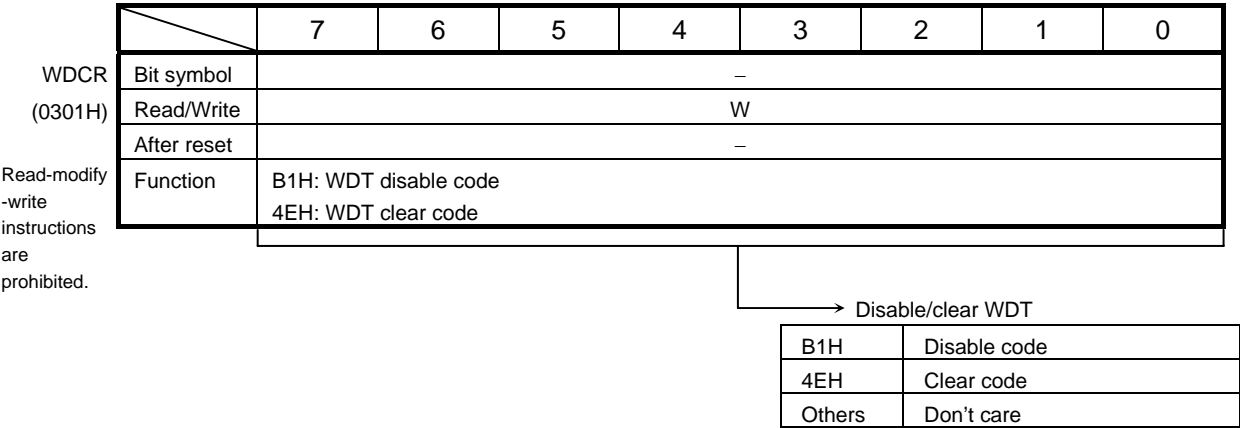 7 6 5 4 3 2 1 0
WDCR Bit symbol –
(0301H) Read/Write W
After reset –
Read-modify
-write
instructions
are
prohibited.
Function B1H: WDT disable code
4EH: WDT clear code
Disable/clear WDT
B1H Disable code
4EH Clear code
Others Don't care